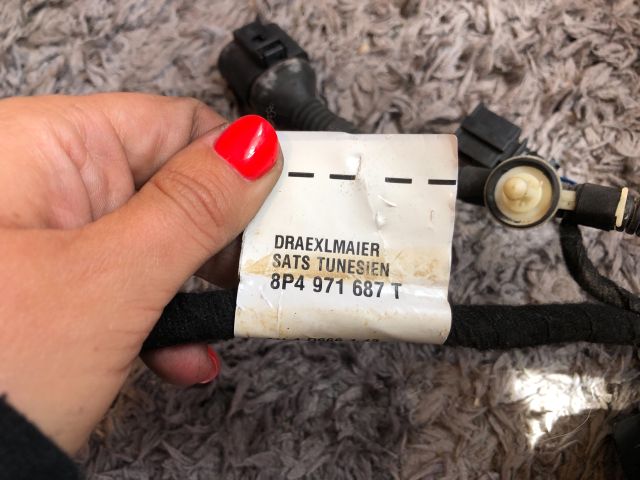 DRAEXLMAIER
SATS TUNESIEN
8P4 971 687 T